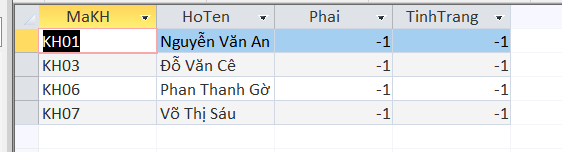 MaKH HoTen Phai TinhTrang
KH01 Nguyễn Văn An -1 -1
KH03 Đỗ Văn Cê -1 -1
KH06 Phan Thanh Gờ -1 -1
KH07 Võ Thị Sáu -1 -1